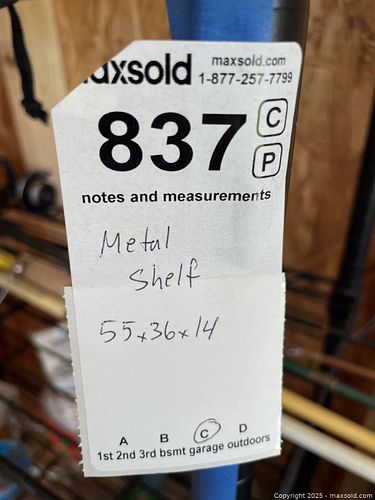 maxsold maxsold.com
1-877-257-7799
837 C
P
notes and measurements
Metal
Shelf
55x36x14
A B C D
1st 2nd 3rd bsmt garage outdoors
Copyright 2025 - maxsold.com